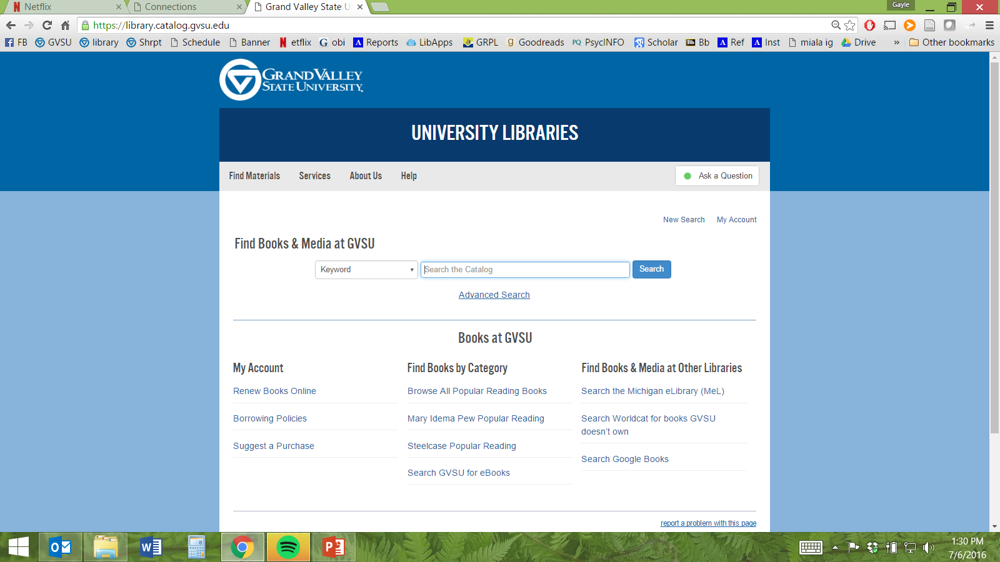 Netflix
Connections
Grand Valley State U
Gayle
https://library.catalog.gvsu.edu
FB GVSU library Shrpt Schedule Banner etflix obi Reports LibApps GRPL Goodreads PsycINFO Scholar Bb Ref Inst miala ig Drive » Other bookmarks
GRANDVALLEY
STATE UNIVERSITY.
UNIVERSITY LIBRARIES
Find Materials Services About Us Help Ask a Question
New Search My Account
Find Books & Media at GVSU
Keyword Search the Catalog Search
Advanced Search
Books at GVSU
My Account
Renew Books Online
Borrowing Policies
Suggest a Purchase
Find Books by Category
Browse All Popular Reading Books
Mary Idema Pew Popular Reading
Steelcase Popular Reading
Search GVSU for eBooks
Find Books & Media at Other Libraries
Search the Michigan eLibrary (MeL)
Search Worldcat for books GVSU
doesn't own
Search Google Books
report a problem with this page
1:30 PM
7/6/2016